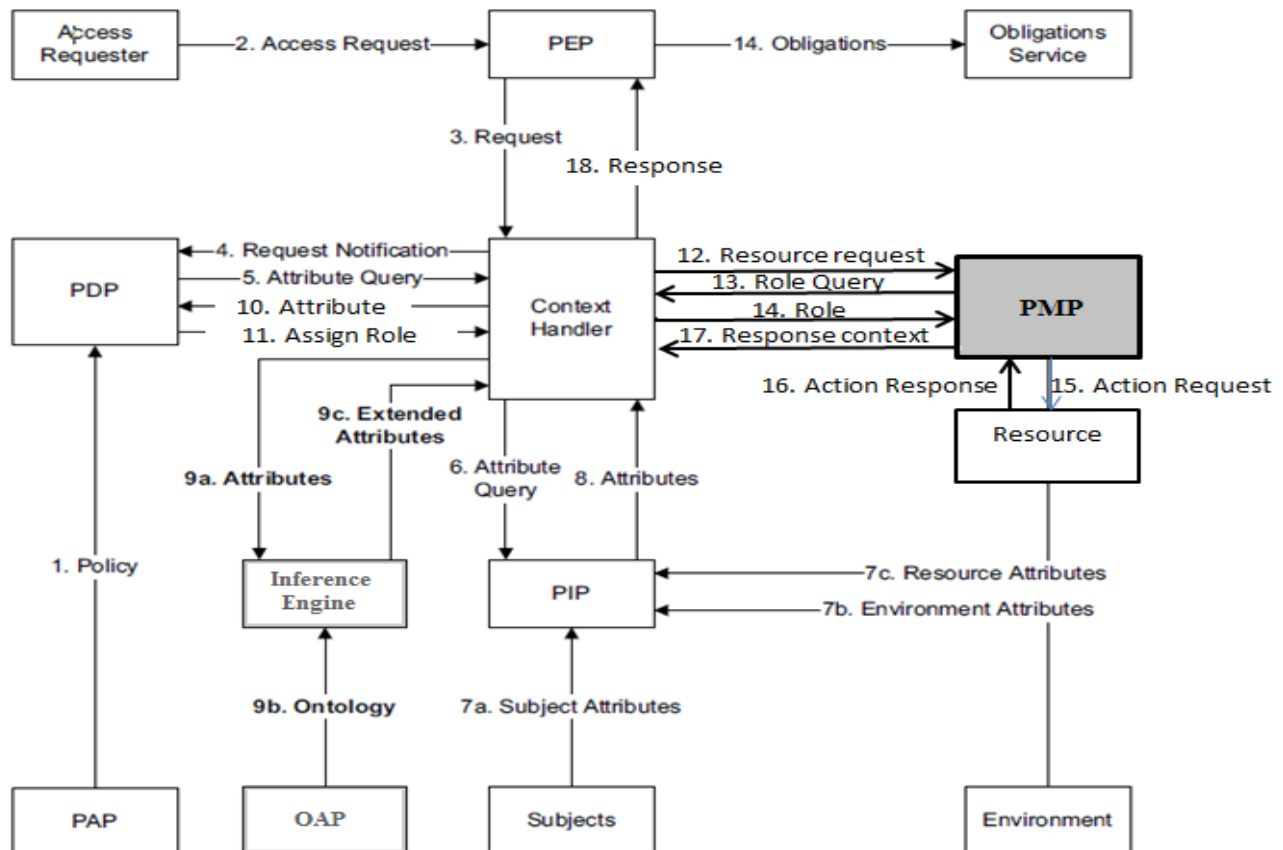 Access
Requester
2. Access Request
PEP
14. Obligations
Obligations
Service
3. Request
18. Response
PDP
4. Request Notification
5. Attribute Query
10. Attribute
11. Assign Role
Context
Handler
12. Resource request
13. Role Query
14. Role
17. Response context
PMP
16. Action Response
15. Action Request
Resource
9c. Extended
Attributes
9a. Attributes
6. Attribute
Query
8. Attributes
1. Policy
Inference
Engine
PIP
7c. Resource Attributes
7b. Environment Attributes
9b. Ontology
7a. Subject Attributes
PAP
OAP
Subjects
Environment